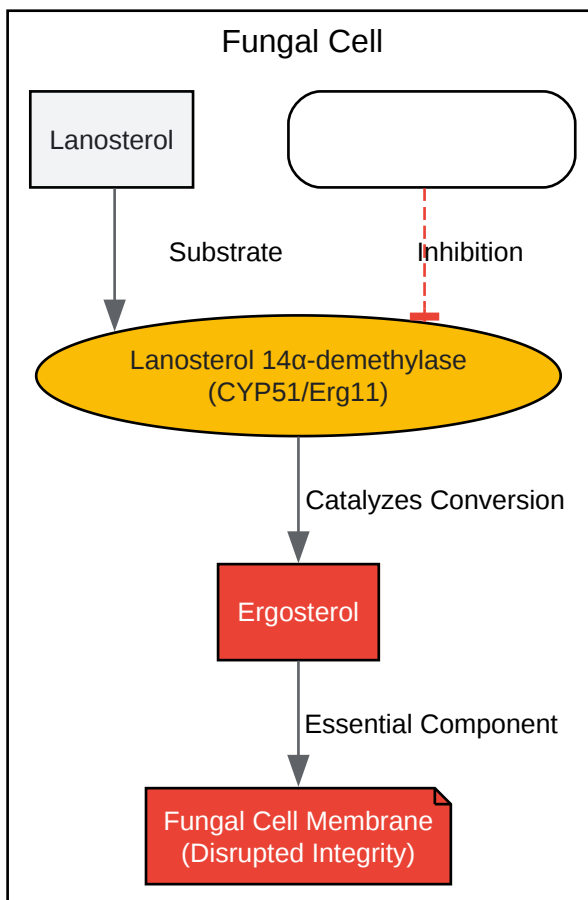 Fungal Cell
Lanosterol
Substrate
Inhibition
Lanosterol 14α-demethylase
(CYP51/Erg11)
Catalyzes Conversion
Ergosterol
Essential Component
Fungal Cell Membrane
(Disrupted Integrity)